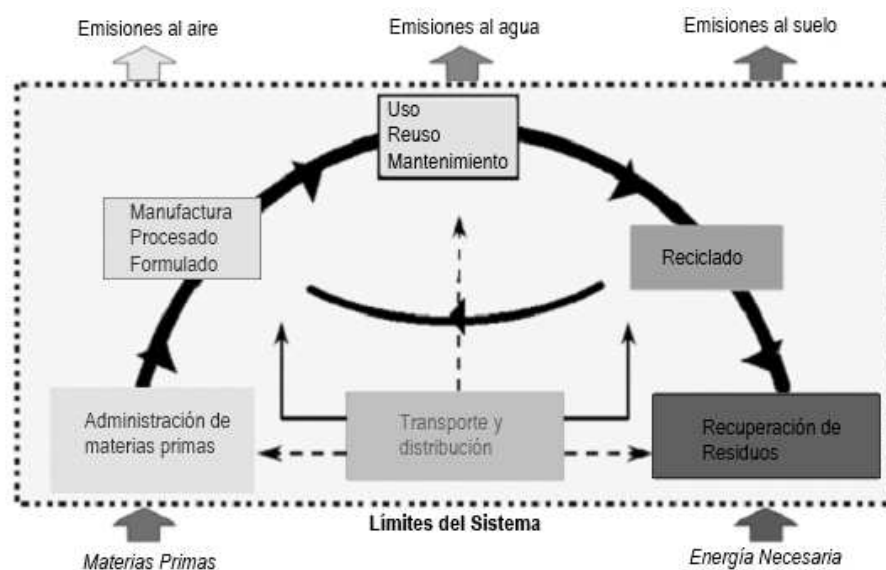 Emisiones al aire
Emisiones al agua
Emisiones al suelo
Uso
Reuso
Mantenimiento
Manufactura
Procesado
Formulado
Reciclado
Administración de
materias primas
Transporte y
distribución
Recuperación de
Residuos
Límites del Sistema
Materias Primas
Energía Necesaria